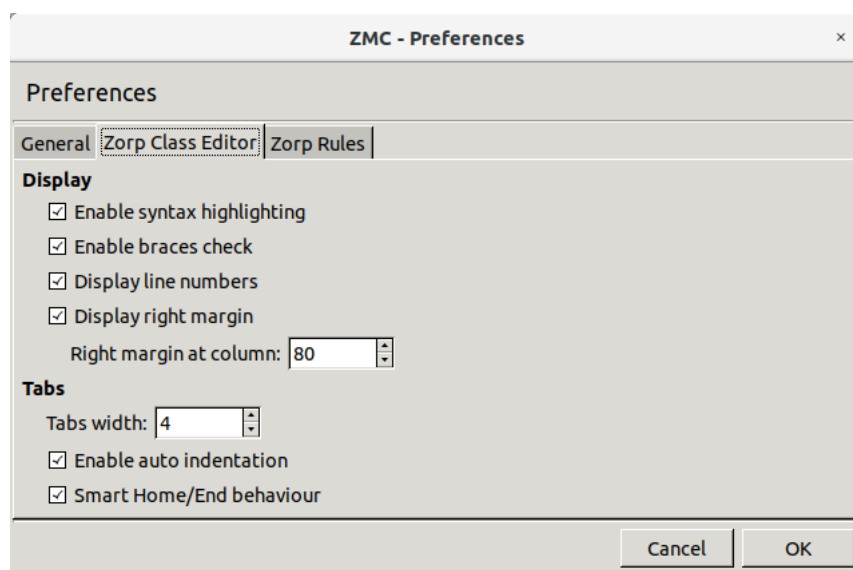 ZMC - Preferences
Preferences
General Zorp Class Editor Zorp Rules
Display
Enable syntax highlighting
Enable braces check
Display line numbers
Display right margin
Right margin at column: 80
Tabs
Tabs width: 4
Enable auto indentation
Smart Home/End behaviour
Cancel OK